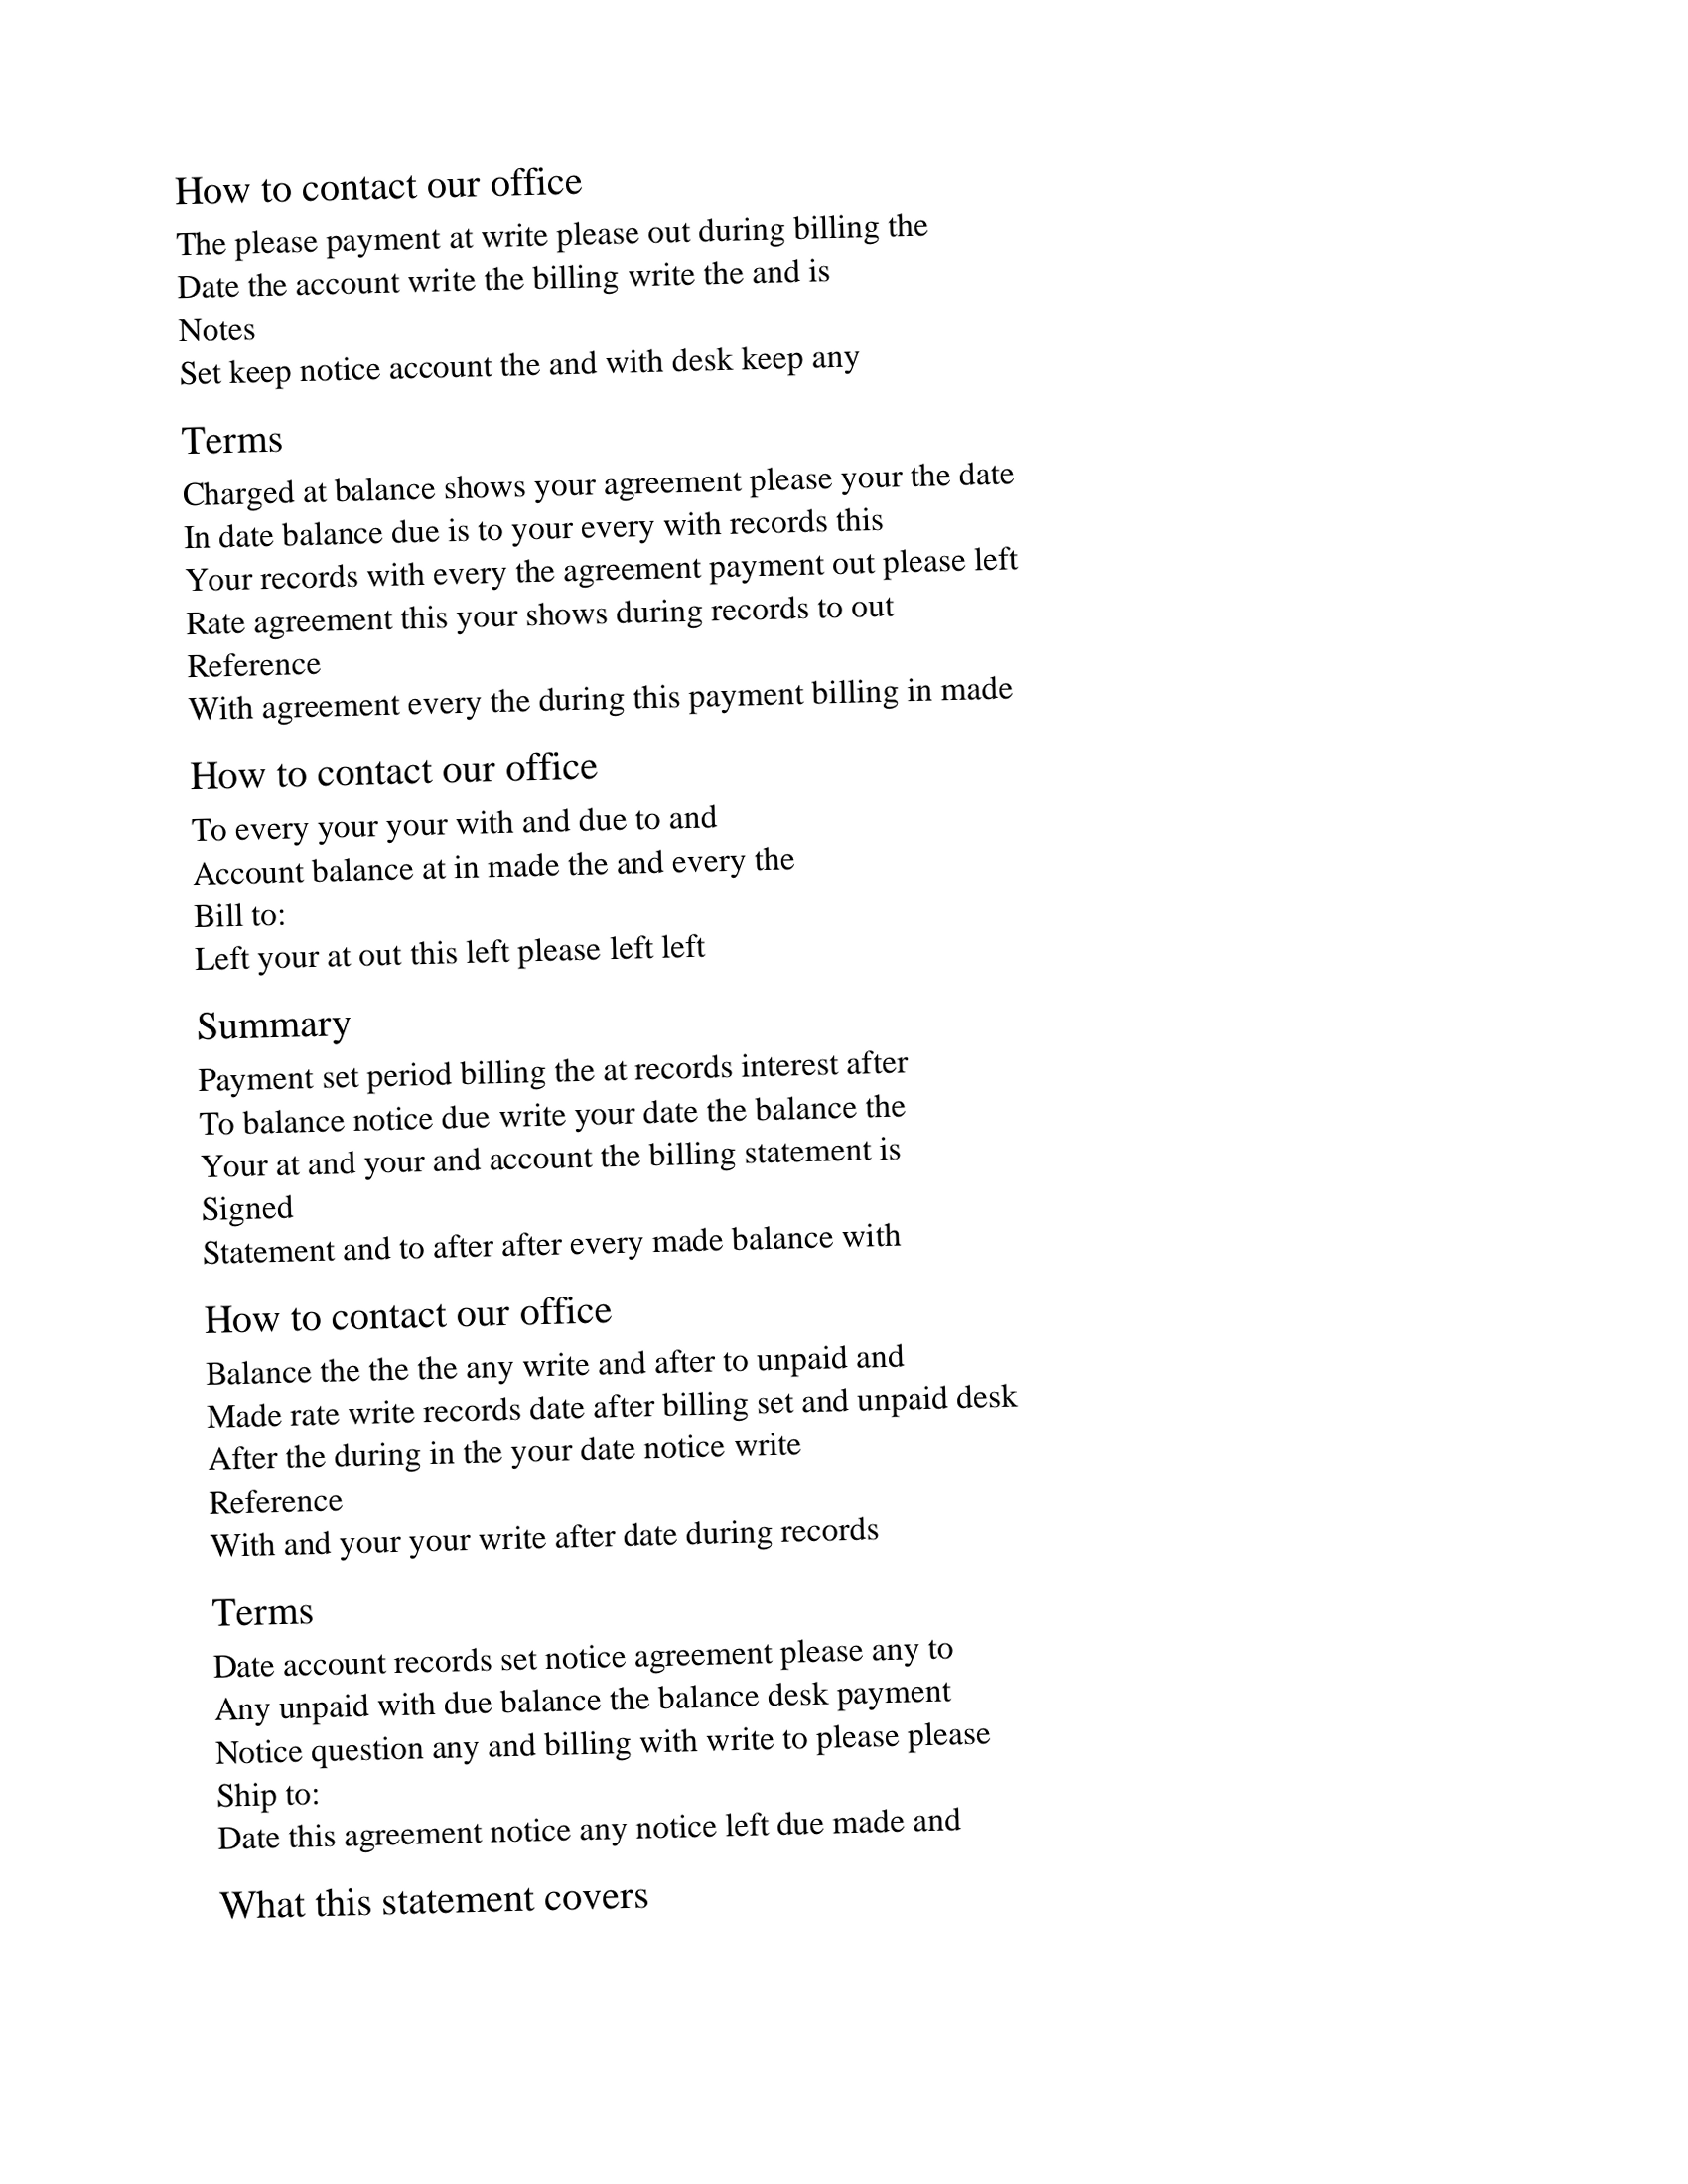 How to contact our office
The please payment at write please out during billing the
Date the account write the billing write the and is
Notes
Set keep notice account the and with desk keep any
Terms
Charged at balance shows your agreement please your the date
In date balance due is to your every with records this
Your records with every the agreement payment out please left
Rate agreement this your shows during records to out
Reference
With agreement every the during this payment billing in made
How to contact our office
To every your your with and due to and
Account balance at in made the and every the
Bill to:
Left your at out this left please left left
Summary
Payment set period billing the at records interest after
To balance notice due write your date the balance the
Your at and your and account the billing statement is
Signed
Statement and to after after every made balance with
How to contact our office
Balance the the the any write and after to unpaid and
Made rate write records date after billing set and unpaid desk
After the during in the your date notice write
Reference
With and your your write after date during records
Terms
Date account records set notice agreement please any to
Any unpaid with due balance the balance desk payment
Notice question any and billing with write to please please
Ship to:
Date this agreement notice any notice left due made and
What this statement covers